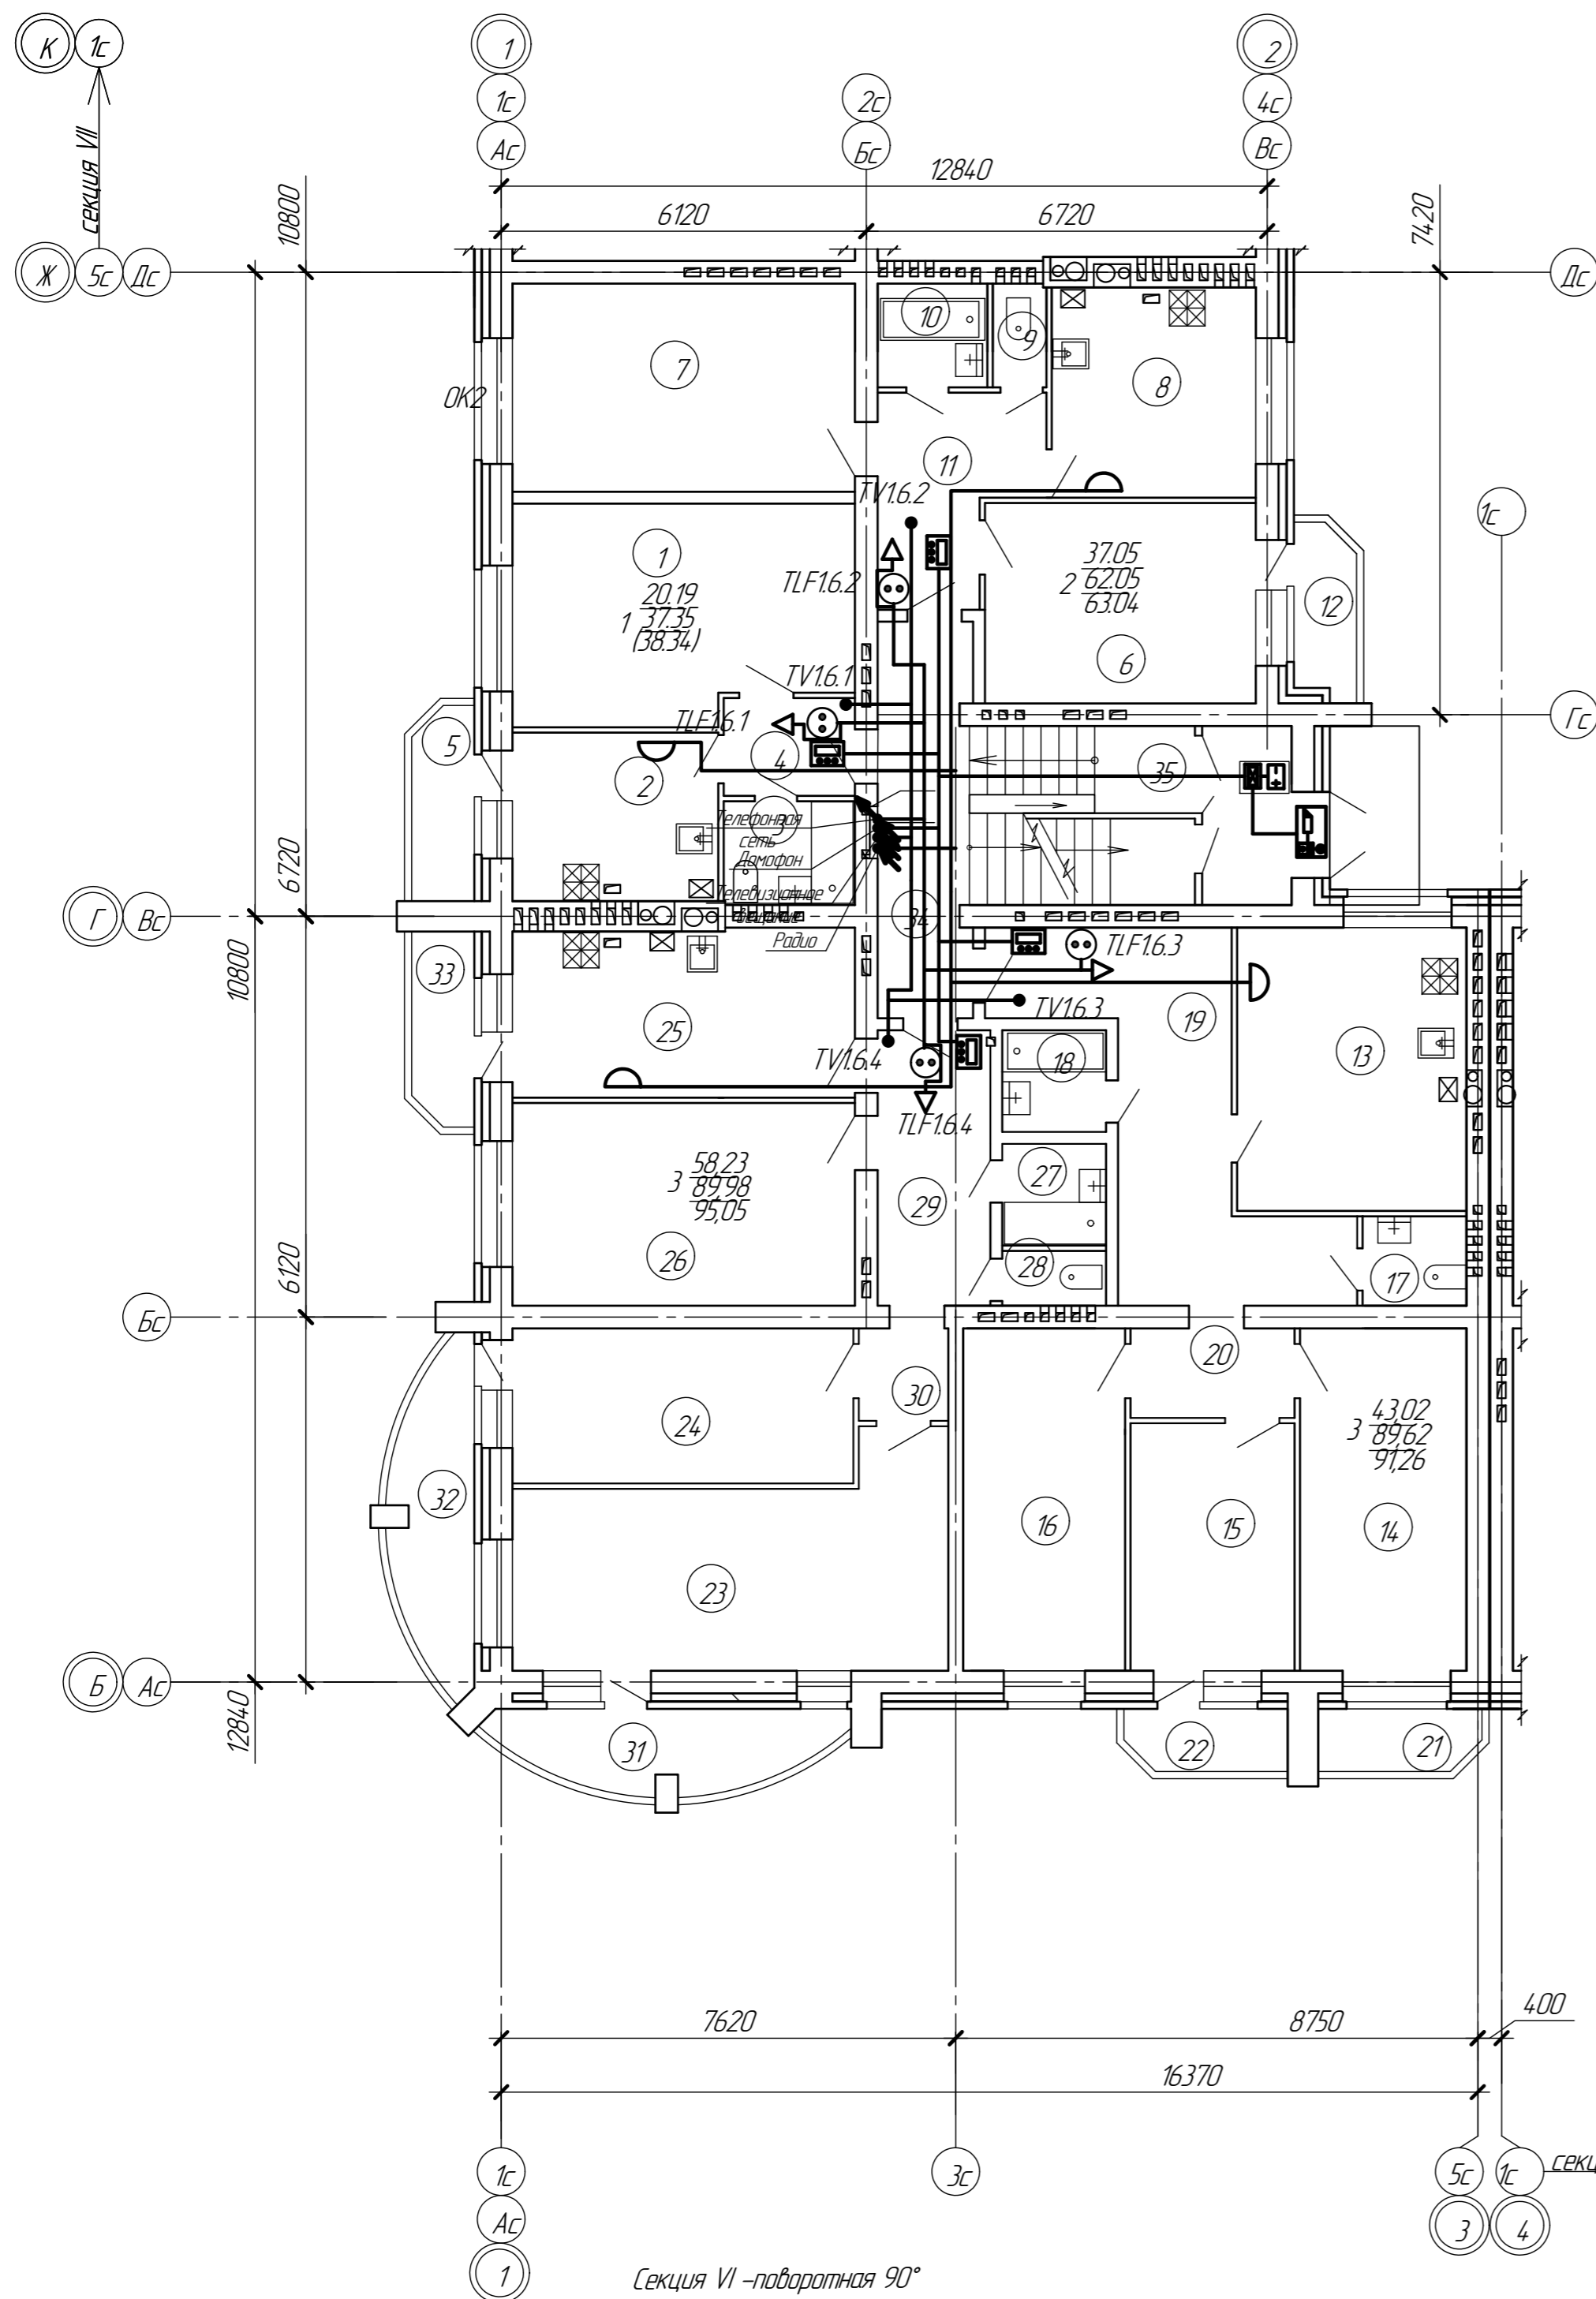 К 1с
1
2
1с
2с
4с
Ас
Бс
Вс
секция VII
12840
10800
6120
6720
7420
Ж 5с Дс
Дс
10
9
7
8
ОК2
11
TV1.6.2
1с
1
20.19
1 37.35
(38.34)
TLF1.6.2
37.05
2 62.05
63.04
12
6
TV1.6.1
TLF1.6.1
5
4
Гс
2
35
3
Телефонная
сеть
Домофон
Телевизионное
вещание
Радио
6720
Г Вс
34
TLF1.6.3
33
10800
25
TV1.6.3
19
13
TV1.6.4
18
TLF1.6.4
58,23
3 89,98
95,05
27
29
26
28
17
6120
Бс
20
30
24
43,02
3 89,62
91,26
32
16
15
14
23
Б Ас
12840
31
22
21
7620
8750
400
16370
1с
3с
5с
1с
секц
Ас
3
4
1
Секция VI -поворотная 90°